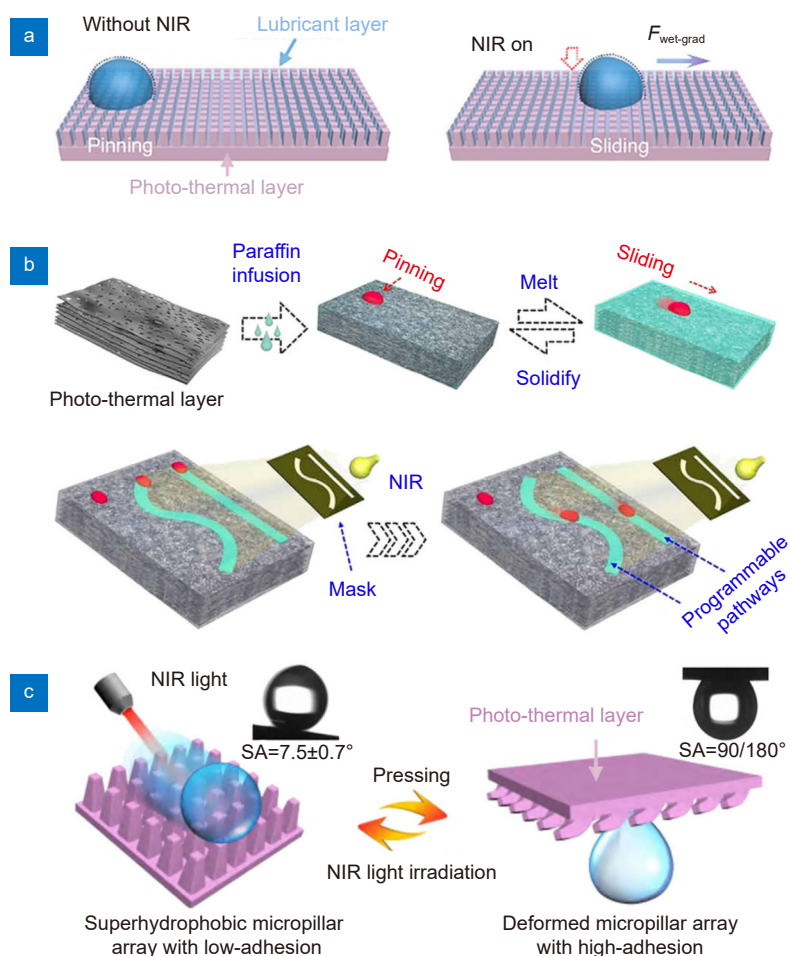 a
Without NIR
Lubricant layer
NIR on
F wet-grad
Pinning
Sliding
Photo-thermal layer
b
Paraffin
infusion
Pinning
Melt
Sliding
Solidify
Photo-thermal layer
NIR
Mask
Programmable
pathways
c
NIR light
SA=7.5±0.7°
Photo-thermal layer
SA=90/180°
Pressing
NIR light irradiation
Superhydrophobic micropillar
array with low-adhesion
Deformed micropillar array
with high-adhesion